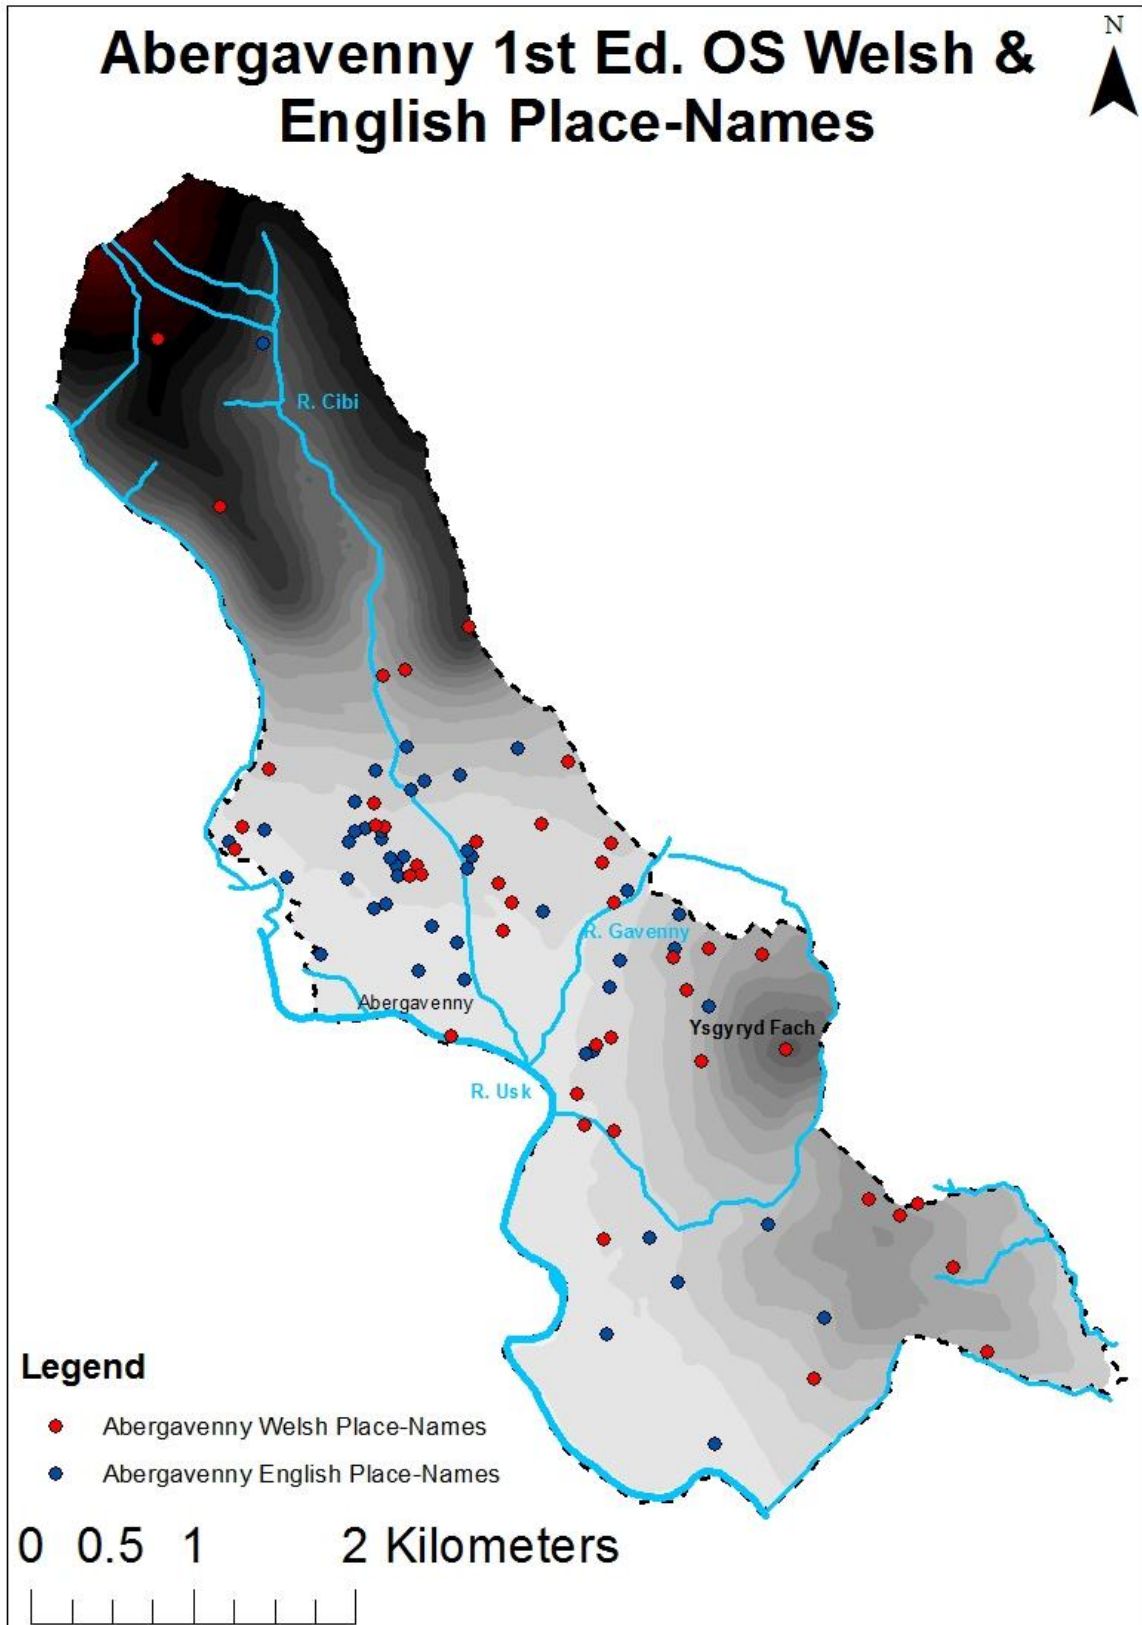 Abergavenny 1st Ed. OS Welsh &
English Place-Names
N
R. Cibi
R. Gavenny
Abergavenny
Ysgyryd Fach
R. Usk
Legend
Abergavenny Welsh Place-Names
Abergavenny English Place-Names
0 0.5 1 2 Kilometers